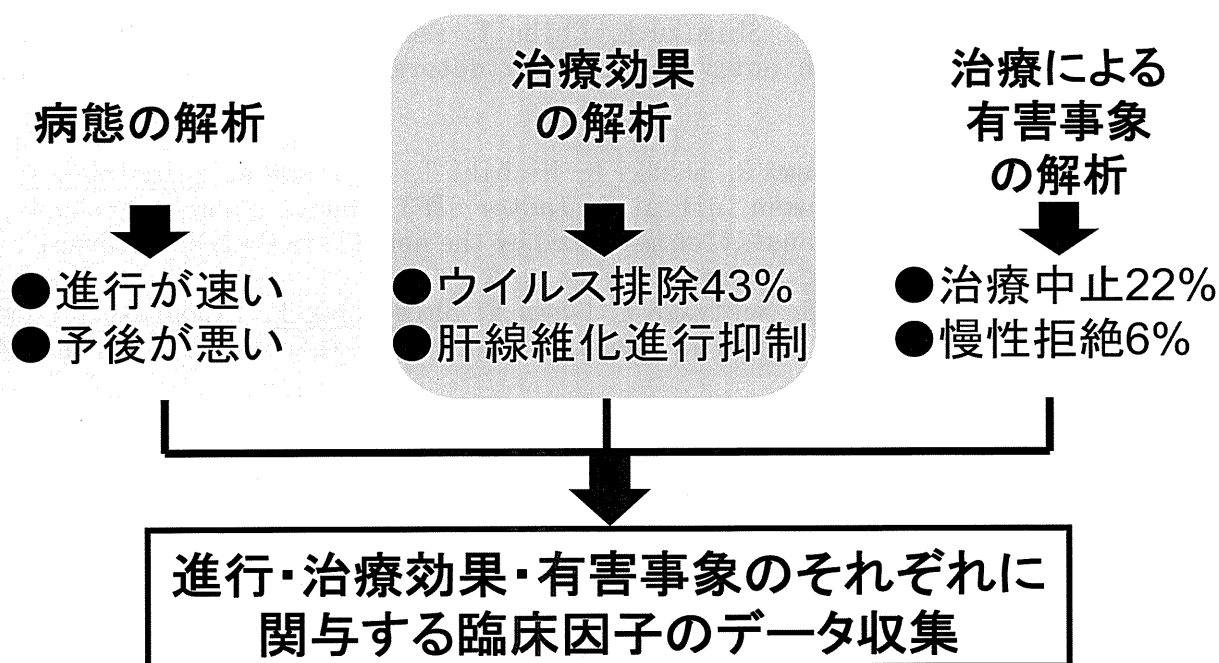 病態の解析
●進行が速い
●予後が悪い
治療効果
の解析
●ウイルス排除43%
●肝線維化進行抑制
治療による
有害事象
の解析
●治療中止22%
●慢性拒絶6%
進行・治療効果・有害事象のそれぞれに
関与する臨床因子のデータ収集